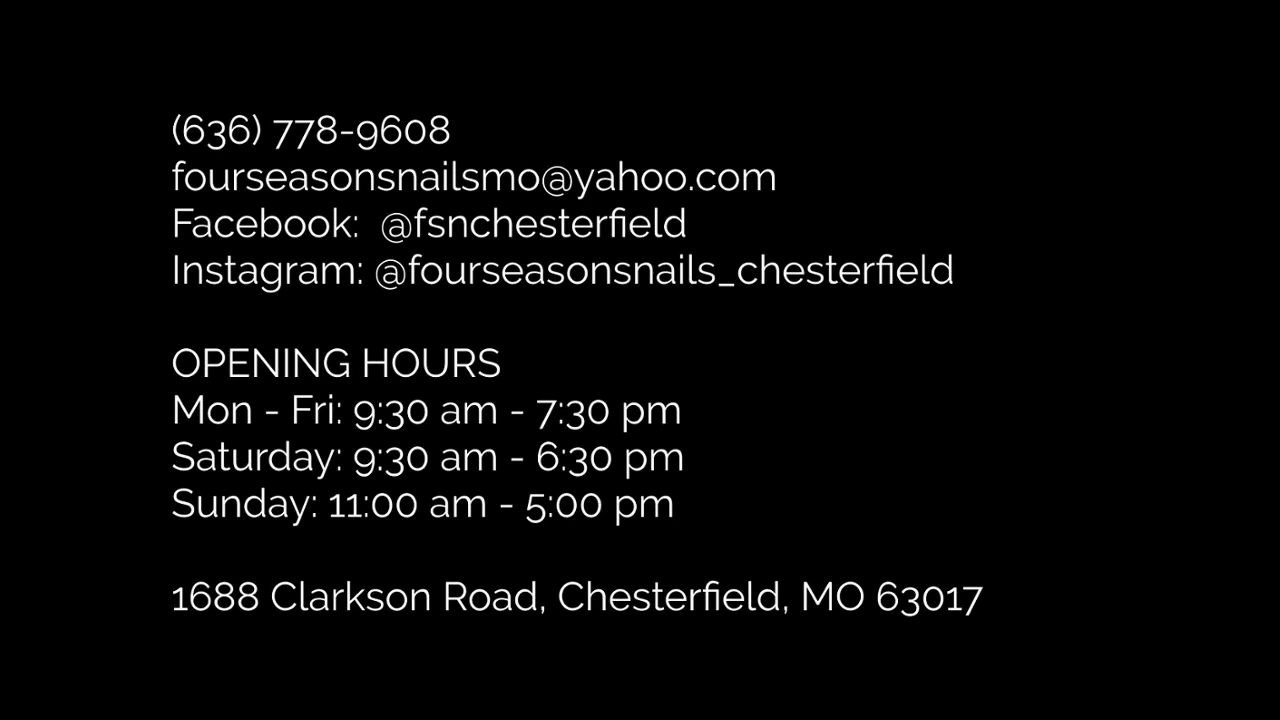 (636) 778-9608
fourseasonsnailsmo@yahoo.com
Facebook:  @fsnchesterfield
Instagram: @fourseasonsnails_chesterfield
OPENING HOURS
Mon - Fri: 9:30 am - 7:30 pm
Saturday: 9:30 am - 6:30 pm
Sunday: 11:00 am - 5:00 pm
1688 Clarkson Road, Chesterfield, MO 63017